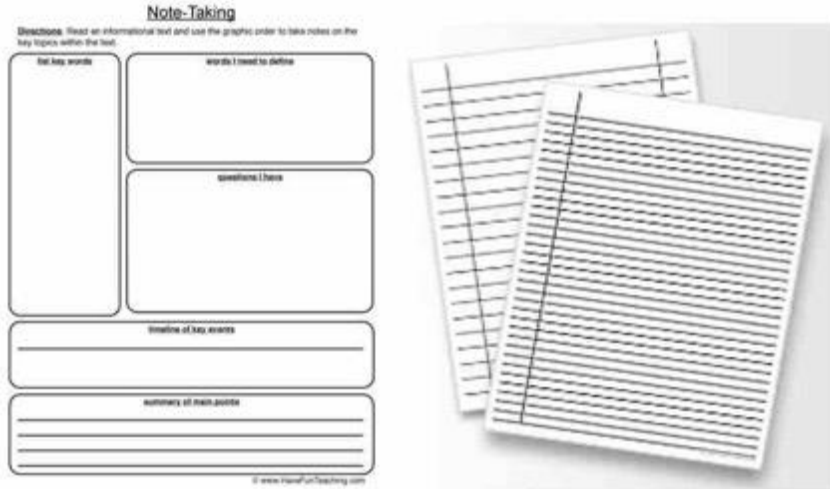 Note-Taking
Directions: Read an informational text and use the graphic order to take notes on the
key topics within the text.
list key words
words I need to define
questions I have
timeline of key events
summary of main points
© www.HaveFunTeaching.com